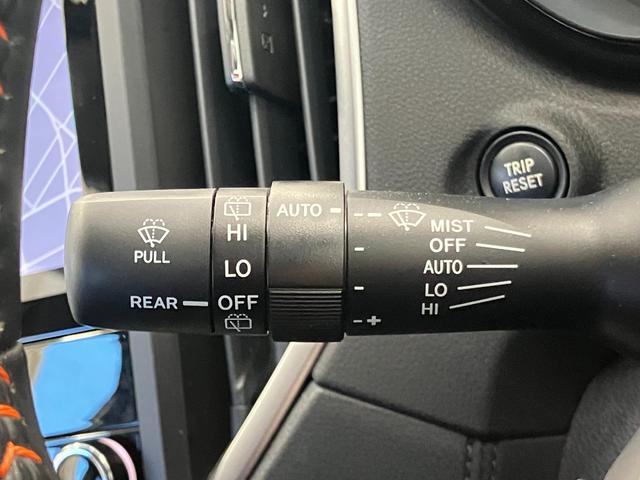 TRIP
RESET
PULL
REAR
HI
LO
OFF
AUTO
MIST
OFF
AUTO
LO
HI
- +